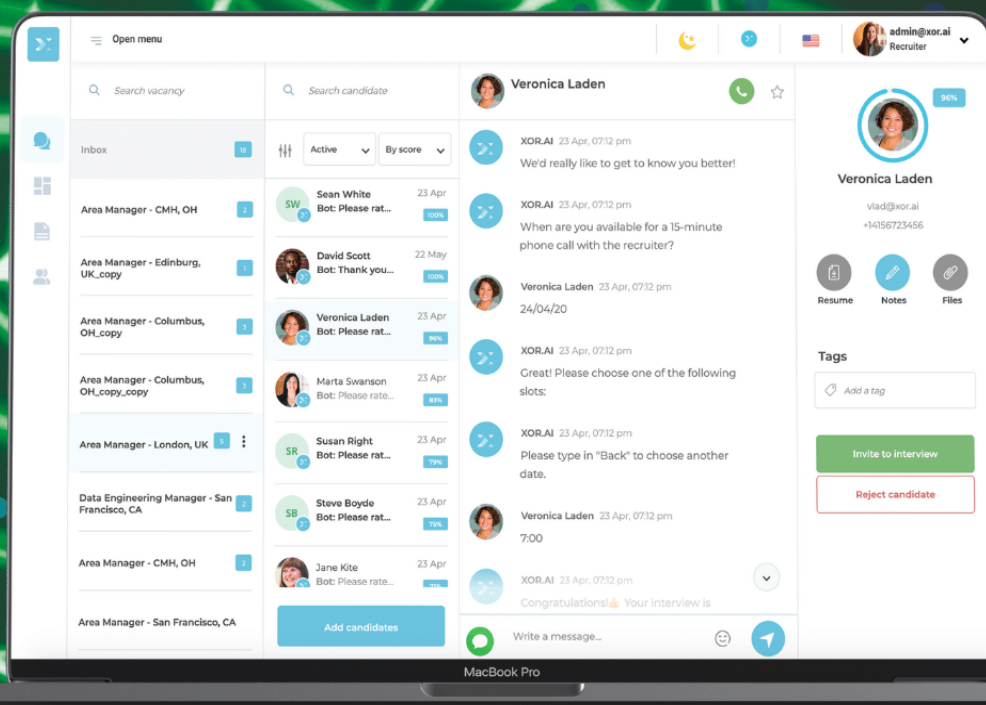 Open menu
admin@xor.ai
Recruiter
Search vacancy
Inbox
18
Area Manager - CMH, OH
2
Area Manager - Edinburg,
UK_copy
1
Area Manager - Columbus,
OH_copy
3
Area Manager - Columbus,
OH_copy_copy
3
Area Manager - London, UK
5
Data Engineering Manager - San
Francisco, CA
2
Area Manager - CMH, OH
2
Area Manager - San Francisco, CA
Search candidate
Active
By score
SW
Sean White
23 Apr
Bot: Please rat...
100%
David Scott
22 May
Bot: Thank you...
100%
Veronica Laden
23 Apr
Bot: Please rat...
96%
Marta Swanson
23 Apr
Bot: Please rate...
83%
SR
Susan Right
23 Apr
Bot: Please rat...
79%
SB
Steve Boyde
23 Apr
Bot: Please rat...
75%
Jane Kite
23 Apr
Bot: Please rate...
71%
Add candidates
Veronica Laden
XOR.AI 23 Apr, 07:12 pm
We'd really like to get to know you better!
XOR.AI 23 Apr, 07:12 pm
When are you available for a 15-minute
phone call with the recruiter?
Veronica Laden 23 Apr, 07:12 pm
24/04/20
XOR.AI 23 Apr, 07:12 pm
Great! Please choose one of the following
slots:
XOR.AI 23 Apr, 07:12 pm
Please type in "Back" to choose another
date.
Veronica Laden 23 Apr, 07:12 pm
7:00
XOR.AI 23 Apr, 07:12 pm
Congratulations!👍 Your interview is
Write a message...
96%
Veronica Laden
vlad@xor.ai
+14156723456
Resume
Notes
Files
Tags
Add a tag
Invite to interview
Reject candidate
MacBook Pro